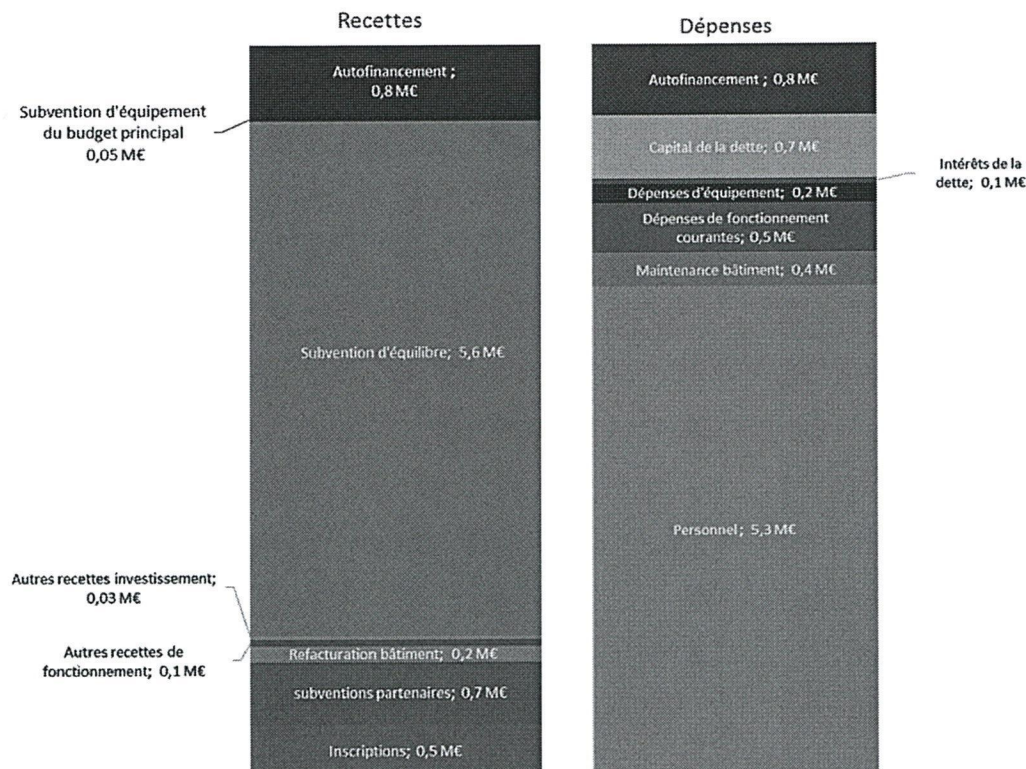 Recettes
Autofinancement ;
0,8 M€
Subvention d'équipement
du budget principal
0,05 M€
Subvention d'équilibre; 5,6 M€
Autres recettes investissement;
0,03 M€
Autres recettes de
fonctionnement; 0,1 M€
Refacturation bâtiment; 0,2 M€
subventions partenaires; 0,7 M€
Inscriptions; 0,5 M€
Dépenses
Autofinancement ; 0,8 M€
Capital de la dette; 0,7 M€
Intérêts de la
dette; 0,1 M€
Dépenses d'équipement; 0,2 M€
Dépenses de fonctionnement
courantes; 0,5 M€
Maintenance bâtiment; 0,4 M€
Personnel; 5,3 M€